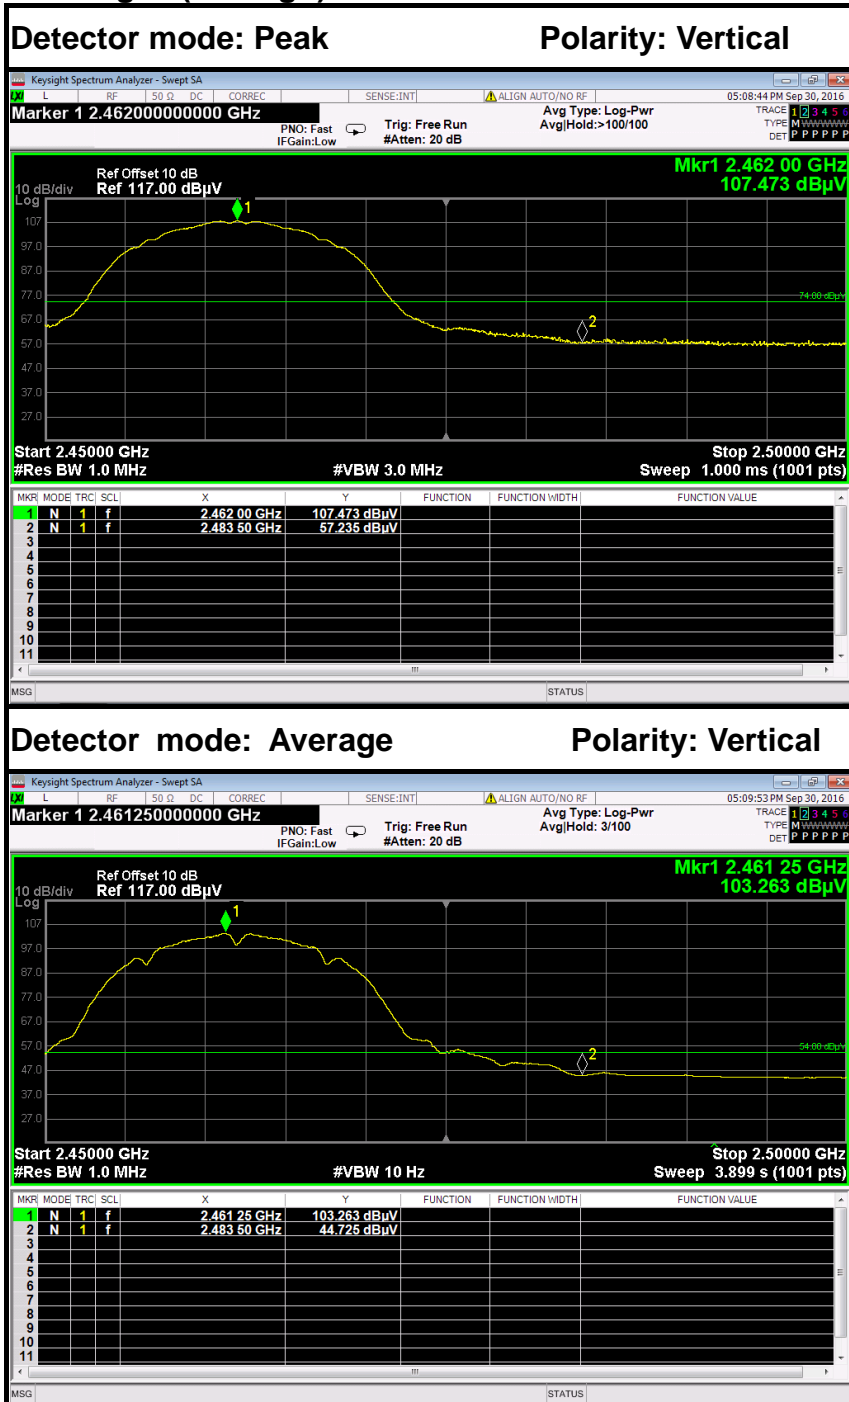 Detector mode: Peak Polarity: Vertical
Keysight Spectrum Analyzer - Swept SA
LXI L RF 50 Ω DC CORREC SENSE:INT ALIGN AUTO/NO RF 05:08:44 PM Sep 30, 2016
Marker 1 2.462000000000 GHz
PNO: Fast
IFGain:Low
Trig: Free Run
#Atten: 20 dB
Avg Type: Log-Pwr
Avg|Hold:>100/100
TRACE 1 2 3 4 5 6
TYPE M WWWWW
DET P P P P P P
Mkr1 2.462 00 GHz
107.473 dBµV
Ref Offset 10 dB
10 dB/div Ref 117.00 dBµV
Log
1
107
97.0
87.0
77.0
74.00 dBµV
67.0
2
57.0
47.0
37.0
27.0
Start 2.45000 GHz Stop 2.50000 GHz
#Res BW 1.0 MHz #VBW 3.0 MHz Sweep 1.000 ms (1001 pts)
MKR MODE TRC SCL X Y FUNCTION FUNCTION WIDTH FUNCTION VALUE
1 N 1 f 2.462 00 GHz 107.473 dBµV
2 N 1 f 2.483 50 GHz 57.235 dBµV
3
4
5
6
7
8
9
10
11
MSG STATUS
Detector mode: Average Polarity: Vertical
Keysight Spectrum Analyzer - Swept SA
LXI L RF 50 Ω DC CORREC SENSE:INT ALIGN AUTO/NO RF 05:09:53 PM Sep 30, 2016
Marker 1 2.461250000000 GHz
PNO: Fast
IFGain:Low
Trig: Free Run
#Atten: 20 dB
Avg Type: Log-Pwr
Avg|Hold: 3/100
TRACE 1 2 3 4 5 6
TYPE M WWWWW
DET P P P P P P
Mkr1 2.461 25 GHz
103.263 dBµV
Ref Offset 10 dB
10 dB/div Ref 117.00 dBµV
Log
1
107
97.0
87.0
77.0
67.0
57.0
54.00 dBµV
2
47.0
37.0
27.0
Start 2.45000 GHz Stop 2.50000 GHz
#Res BW 1.0 MHz #VBW 10 Hz Sweep 3.899 s (1001 pts)
MKR MODE TRC SCL X Y FUNCTION FUNCTION WIDTH FUNCTION VALUE
1 N 1 f 2.461 25 GHz 103.263 dBµV
2 N 1 f 2.483 50 GHz 44.725 dBµV
3
4
5
6
7
8
9
10
11
MSG STATUS